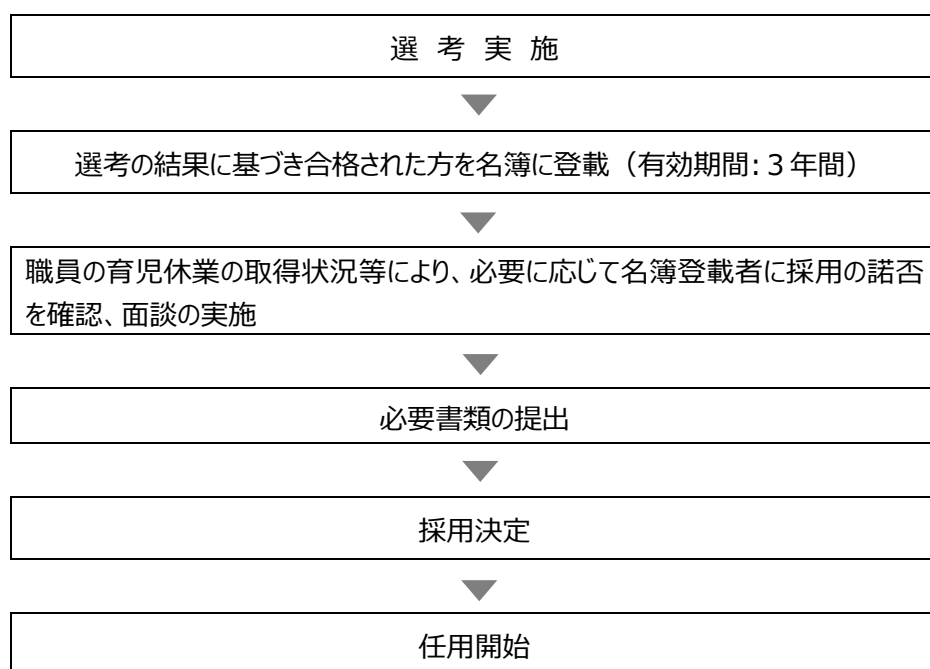 選 考 実 施
選考の結果に基づき合格された方を名簿に登載（有効期間：３年間）
職員の育児休業の取得状況等により、必要に応じて名簿登載者に採用の諾否
を確認、面談の実施
必要書類の提出
採用決定
任用開始